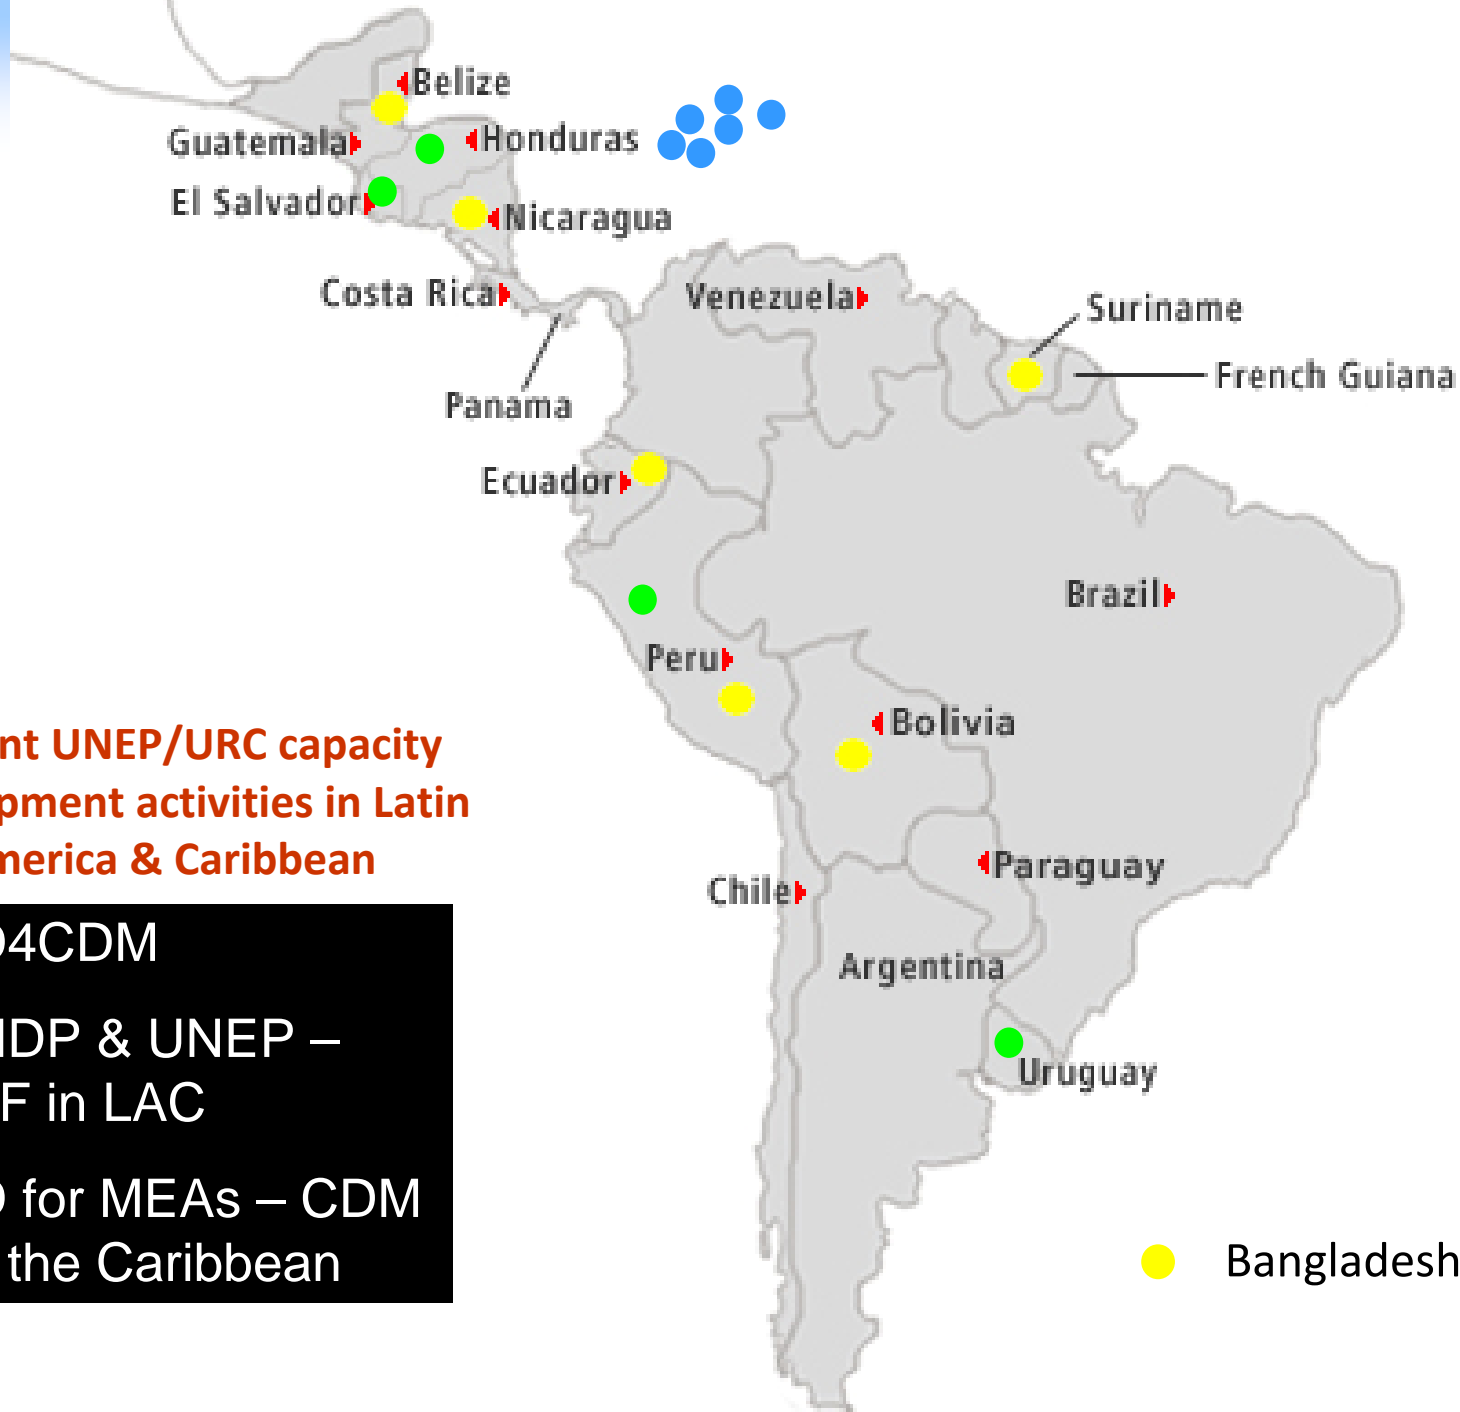 Belize
Guatemala
Honduras
El Salvador
Nicaragua
Costa Rica
Venezuela
Suriname
French Guiana
Panama
Ecuador
Brazil
Peru
Bolivia
nt UNEP/URC capacity
pment activities in Latin
merica & Caribbean
Paraguay
Chile
4CDM
Argentina
DP & UNEP –
F in LAC
Uruguay
for MEAs – CDM
the Caribbean
Bangladesh